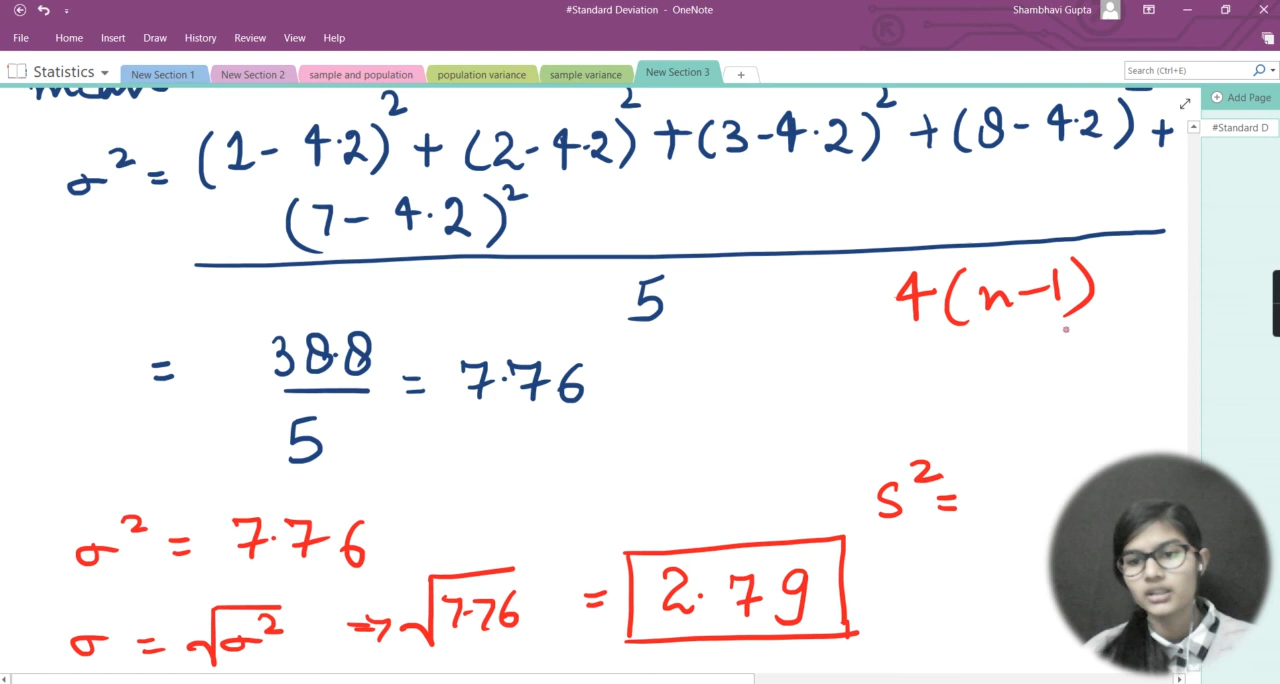 #Standard Deviation - OneNote
Shambhavi Gupta
File Home Insert Draw History Review View Help
Statistics
New Section 1
New Section 2
sample and population
population variance
sample variance
New Section 3
+
Search (Ctrl+E)
Add Page
#Standard D
σ² = (1 - 4.2)² + (2 - 4.2)² + (3 - 4.2)² + (8 - 4.2)² +
(7 - 4.2)²
5
4 (n-1)
= 38.8 / 5 = 7.76
s² =
σ² = 7.76
σ = √σ² => √7.76 = 2.79